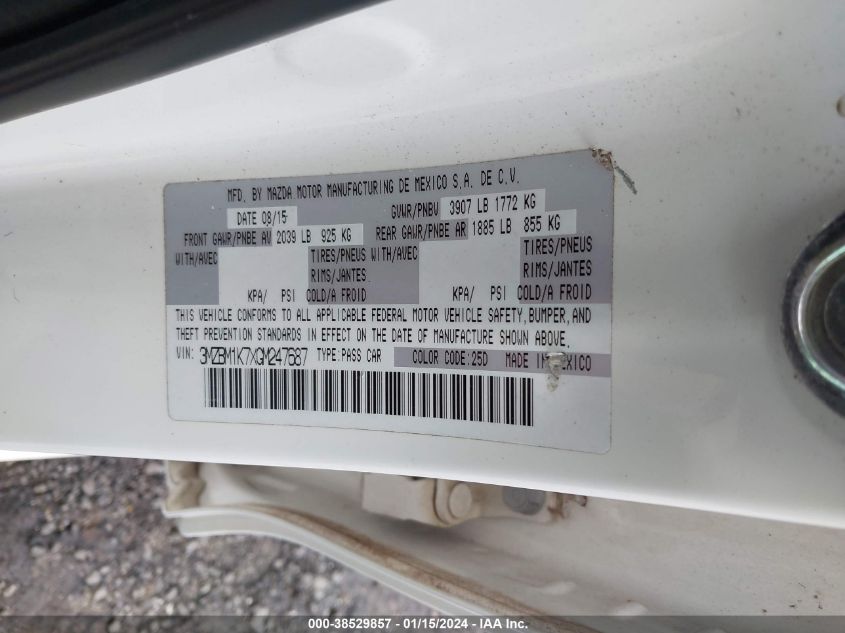 MFD. BY MAZDA MOTOR MANUFACTURING DE MEXICO S.A. DE C.V.
DATE 08/15 GVWR/PNBV 3907 LB 1772 KG
FRONT GAWR/PNBE AV 2039 LB 925 KG REAR GAWR/PNBE AR 1885 LB 855 KG
WITH/AVEC TIRES/PNEUS WITH/AVEC TIRES/PNEUS
RIMS/JANTES RIMS/JANTES
KPA/ PSI COLD/A FROID KPA/ PSI COLD/A FROID
THIS VEHICLE CONFORMS TO ALL APPLICABLE FEDERAL MOTOR VEHICLE SAFETY, BUMPER, AND
THEFT PREVENTION STANDARDS IN EFFECT ON THE DATE OF MANUFACTURE SHOWN ABOVE.
VIN: 3MZBM1K7XGM247687 TYPE:PASS CAR COLOR CODE:25D MADE IN MEXICO
000-38529857 - 01/15/2024 - IAA Inc.